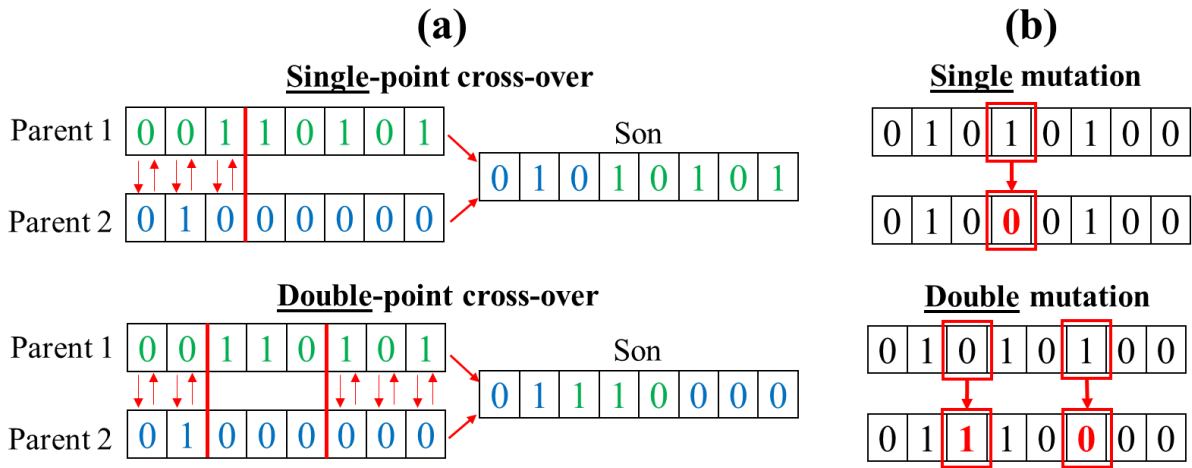 (a)
Single-point cross-over
Parent 1
0 0 1 1 0 1 0 1
Parent 2
0 1 0 0 0 0 0 0
Son
0 1 0 1 0 1 0 1
Double-point cross-over
Parent 1
0 0 1 1 0 1 0 1
Parent 2
0 1 0 0 0 0 0 0
Son
0 1 1 1 0 0 0 0
(b)
Single mutation
0 1 0 1 0 1 0 0
0 1 0 0 0 1 0 0
Double mutation
0 1 0 1 0 1 0 0
0 1 1 1 0 0 0 0